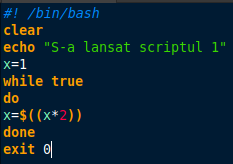 #! /bin/bash
clear
echo "S-a lansat scriptul 1"
x=1
while true
do
x=$((x*2))
done
exit 0